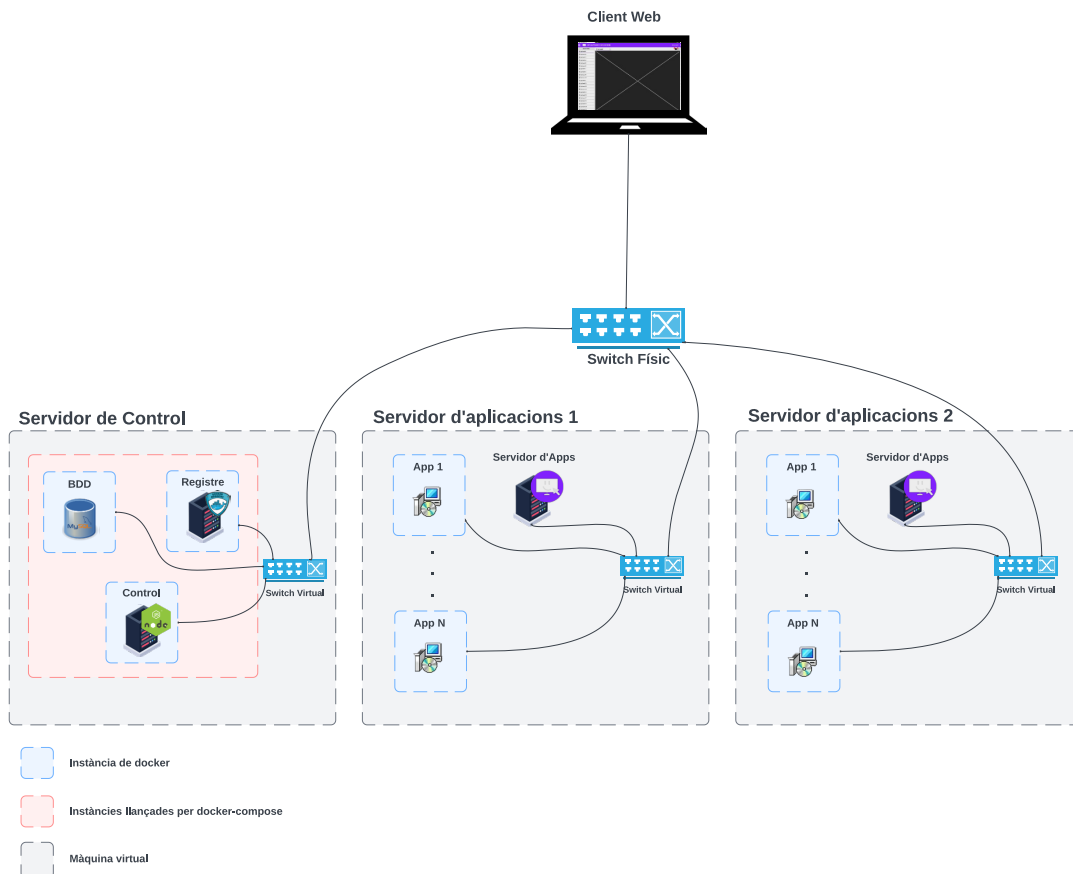 Client Web
Switch Físic
Servidor de Control
Servidor d'aplicacions 1
Servidor d'aplicacions 2
BDD
Registre
App 1
Servidor d'Apps
App 1
Servidor d'Apps
Switch Virtual
Switch Virtual
Switch Virtual
Control
node
App N
App N
Instància de docker
Instàncies llançades per docker-compose
Màquina virtual